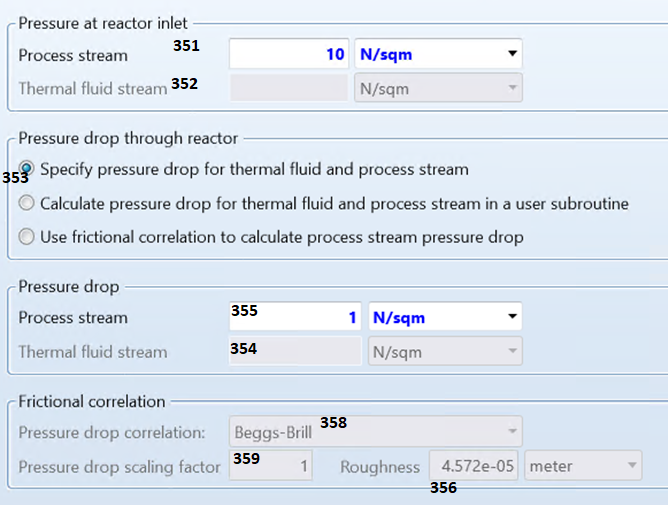 Pressure at reactor inlet
Process stream 351 10 N/sqm
Thermal fluid stream 352 N/sqm
Pressure drop through reactor
353 Specify pressure drop for thermal fluid and process stream
Calculate pressure drop for thermal fluid and process stream in a user subroutine
Use frictional correlation to calculate process stream pressure drop
Pressure drop
Process stream 355 1 N/sqm
Thermal fluid stream 354 N/sqm
Frictional correlation
Pressure drop correlation: Beggs-Brill 358
Pressure drop scaling factor 359 1 Roughness 4.572e-05 meter
356